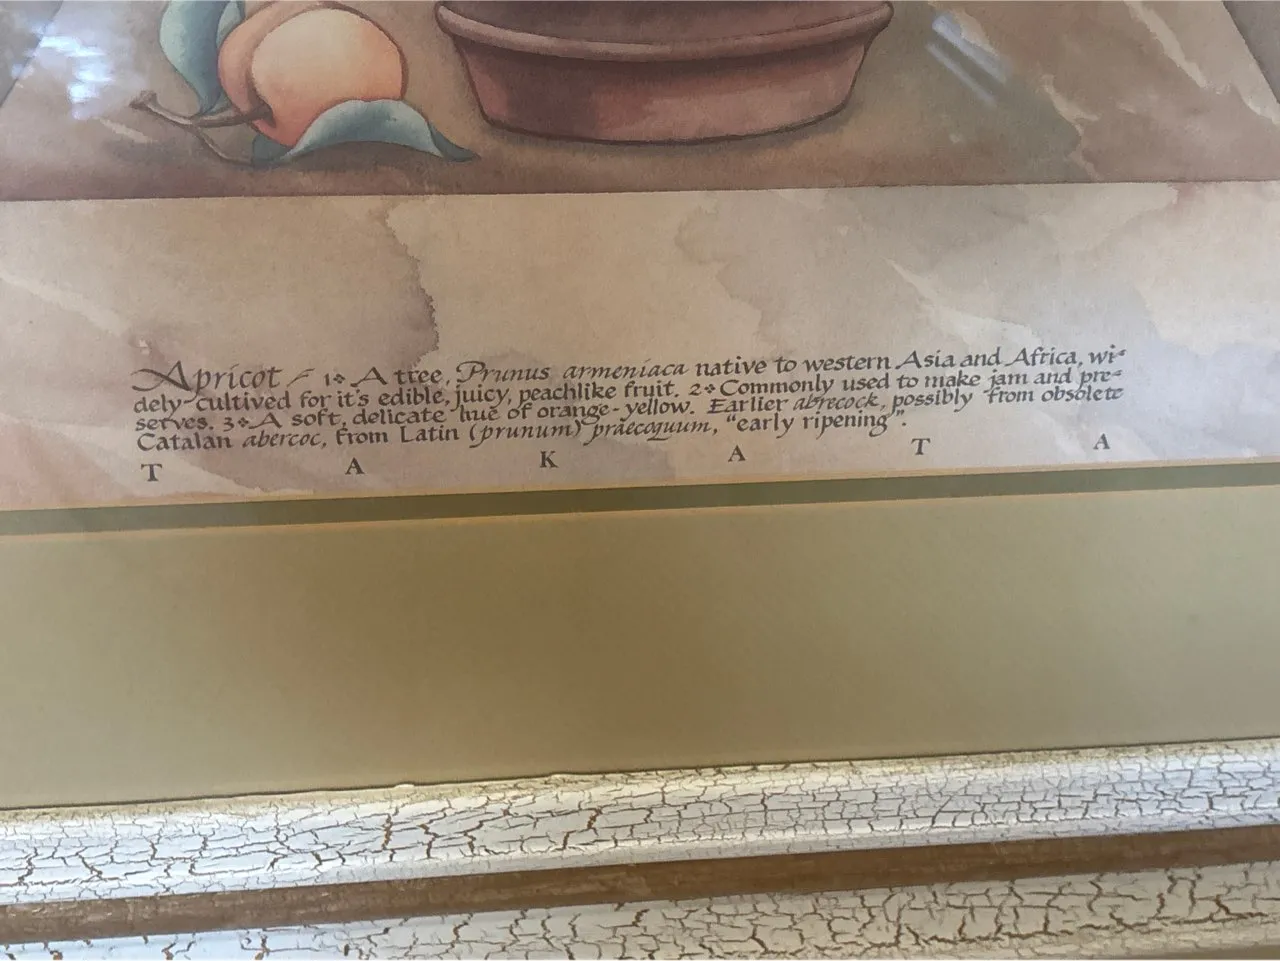 Apricot – 1❖ A tree, Prunus armeniaca native to western Asia and Africa, wi-
dely cultivated for it's edible, juicy, peachlike fruit. 2❖ Commonly used to make jam and pre-
serves. 3❖ A soft, delicate hue of orange-yellow. Earlier abrecock, possibly from obsolete
Catalan abercoc, from Latin (prunum) praecoquum, "early ripening".
T A K A T A